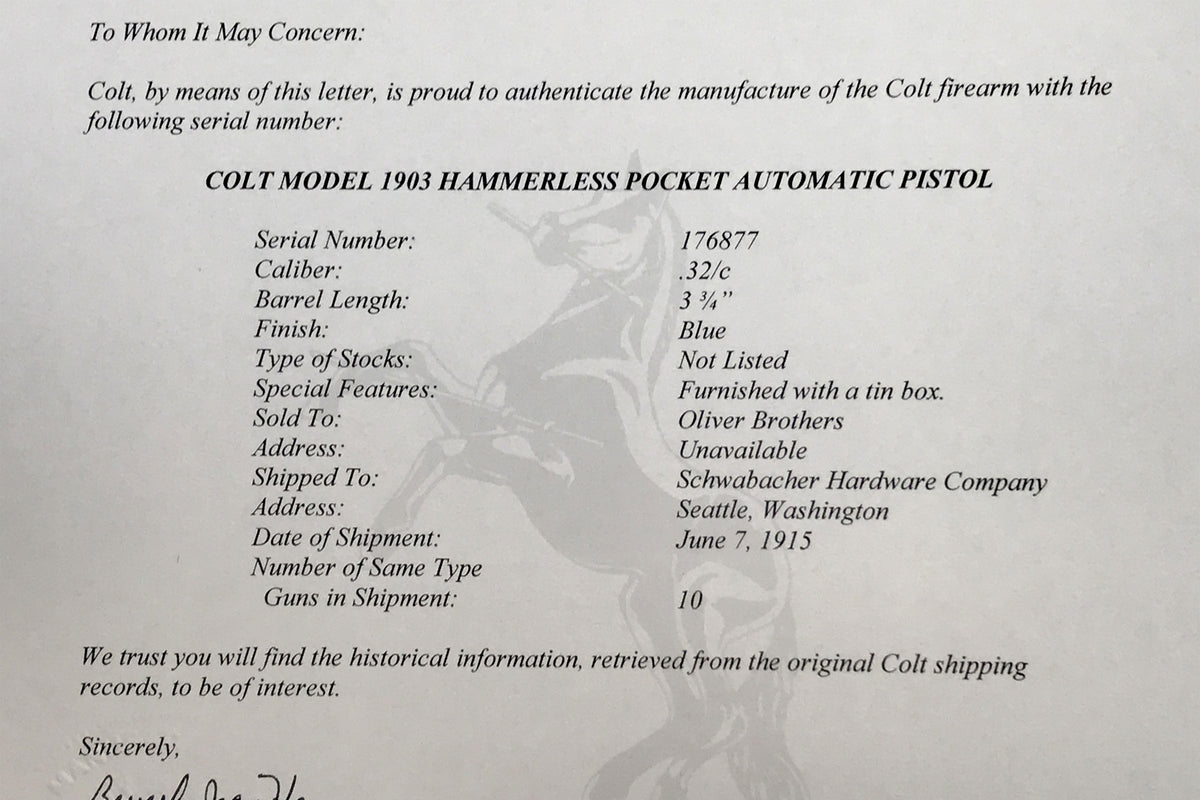 To Whom It May Concern:
Colt, by means of this letter, is proud to authenticate the manufacture of the Colt firearm with the
following serial number:
COLT MODEL 1903 HAMMERLESS POCKET AUTOMATIC PISTOL
Serial Number: 176877
Caliber: .32/c
Barrel Length: 3 ¾”
Finish: Blue
Type of Stocks: Not Listed
Special Features: Furnished with a tin box.
Sold To: Oliver Brothers
Address: Unavailable
Shipped To: Schwabacher Hardware Company
Address: Seattle, Washington
Date of Shipment: June 7, 1915
Number of Same Type
Guns in Shipment: 10
We trust you will find the historical information, retrieved from the original Colt shipping
records, to be of interest.
Sincerely,